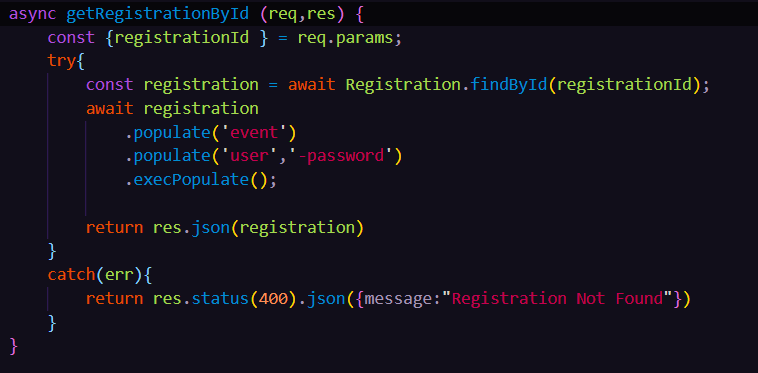 async getRegistrationById (req,res) {
const {registrationId } = req.params;
try{
const registration = await Registration.findById(registrationId);
await registration
.populate('event')
.populate('user','-password')
.execPopulate();
return res.json(registration)
}
catch(err){
return res.status(400).json({message:"Registration Not Found"})
}
}